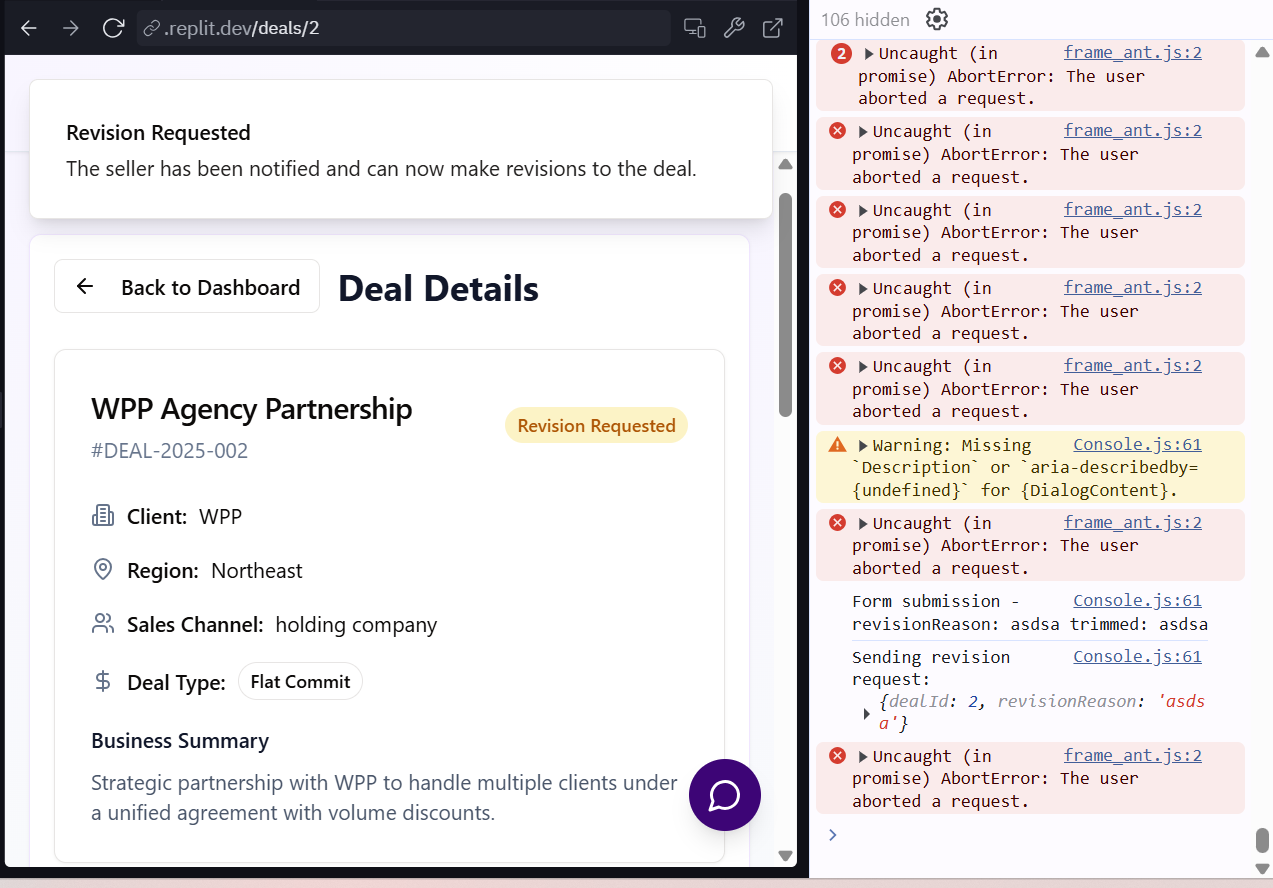 .replit.dev/deals/2
Revision Requested
The seller has been notified and can now make revisions to the deal.
Back to Dashboard
Deal Details
WPP Agency Partnership
Revision Requested
#DEAL-2025-002
Client: WPP
Region: Northeast
Sales Channel: holding company
Deal Type: Flat Commit
Business Summary
Strategic partnership with WPP to handle multiple clients under
a unified agreement with volume discounts.
106 hidden
2 Uncaught (in frame_ant.js:2
promise) AbortError: The user
aborted a request.
Uncaught (in frame_ant.js:2
promise) AbortError: The user
aborted a request.
Uncaught (in frame_ant.js:2
promise) AbortError: The user
aborted a request.
Uncaught (in frame_ant.js:2
promise) AbortError: The user
aborted a request.
Uncaught (in frame_ant.js:2
promise) AbortError: The user
aborted a request.
Warning: Missing Console.js:61
`Description` or `aria-describedby=
{undefined}` for {DialogContent}.
Uncaught (in frame_ant.js:2
promise) AbortError: The user
aborted a request.
Form submission - Console.js:61
revisionReason: asdsa trimmed: asdsa
Sending revision Console.js:61
request:
{dealId: 2, revisionReason: 'asds
a'}
Uncaught (in frame_ant.js:2
promise) AbortError: The user
aborted a request.